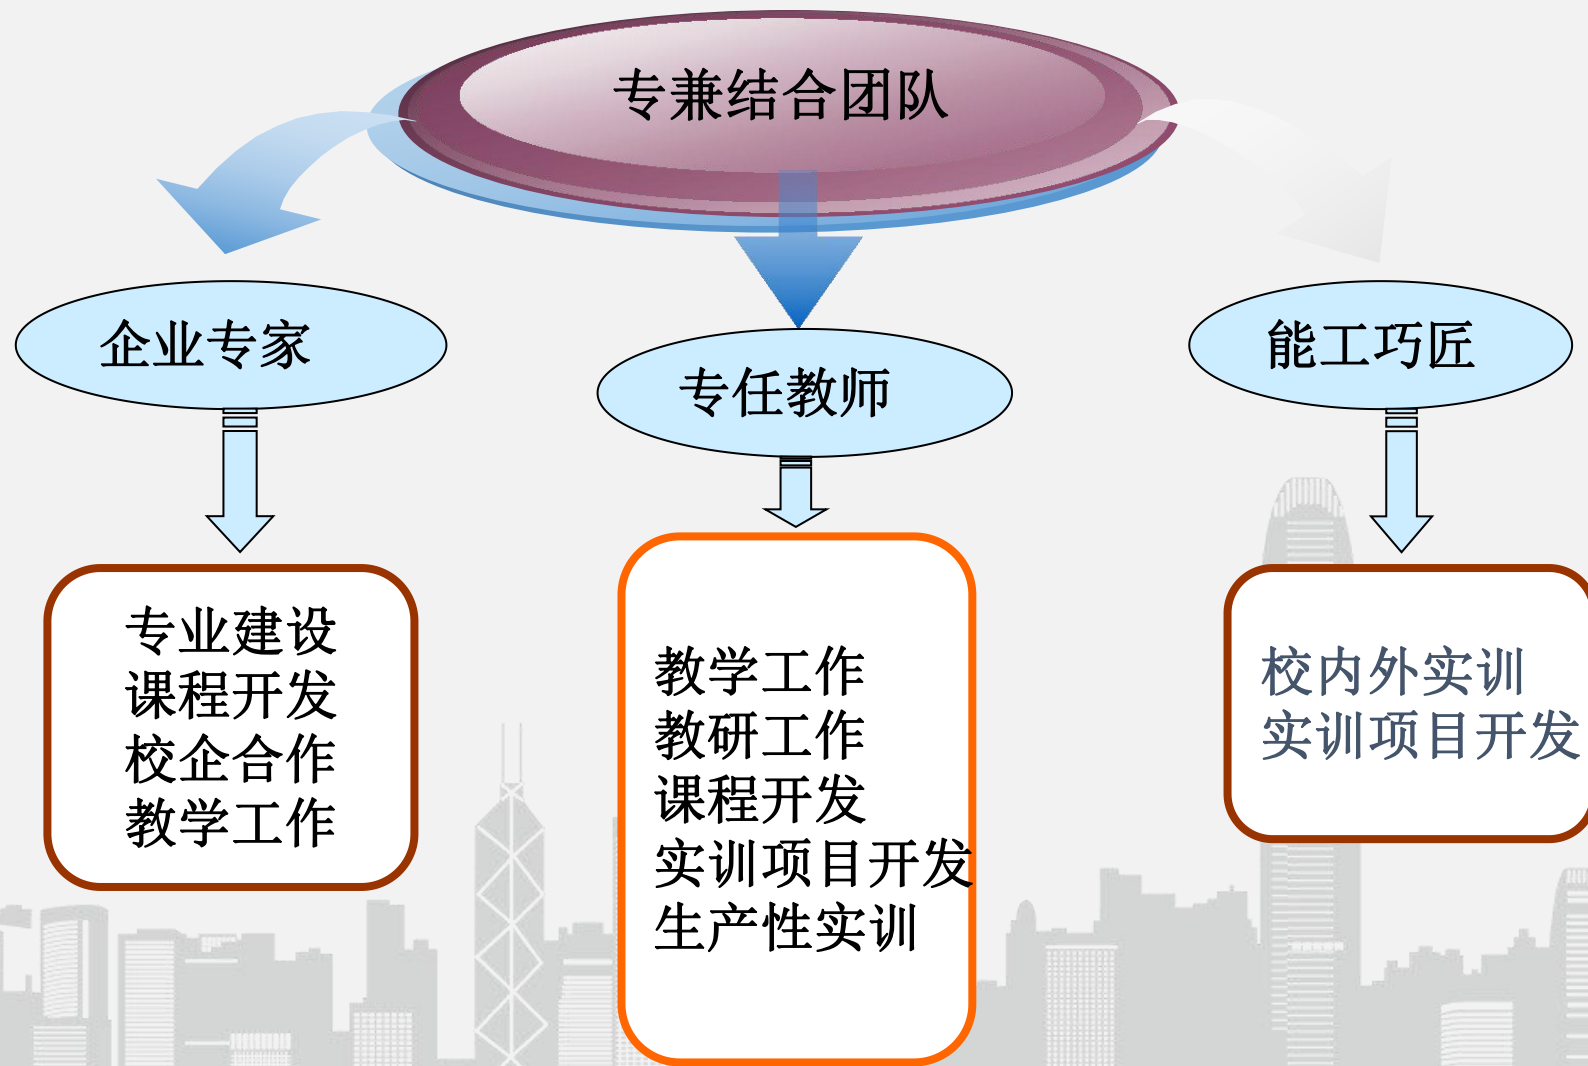 专兼结合团队
企业专家
专任教师
能工巧匠
专业建设
课程开发
校企合作
教学工作
教学工作
教研工作
课程开发
实训项目开发
生产性实训
校内外实训
实训项目开发